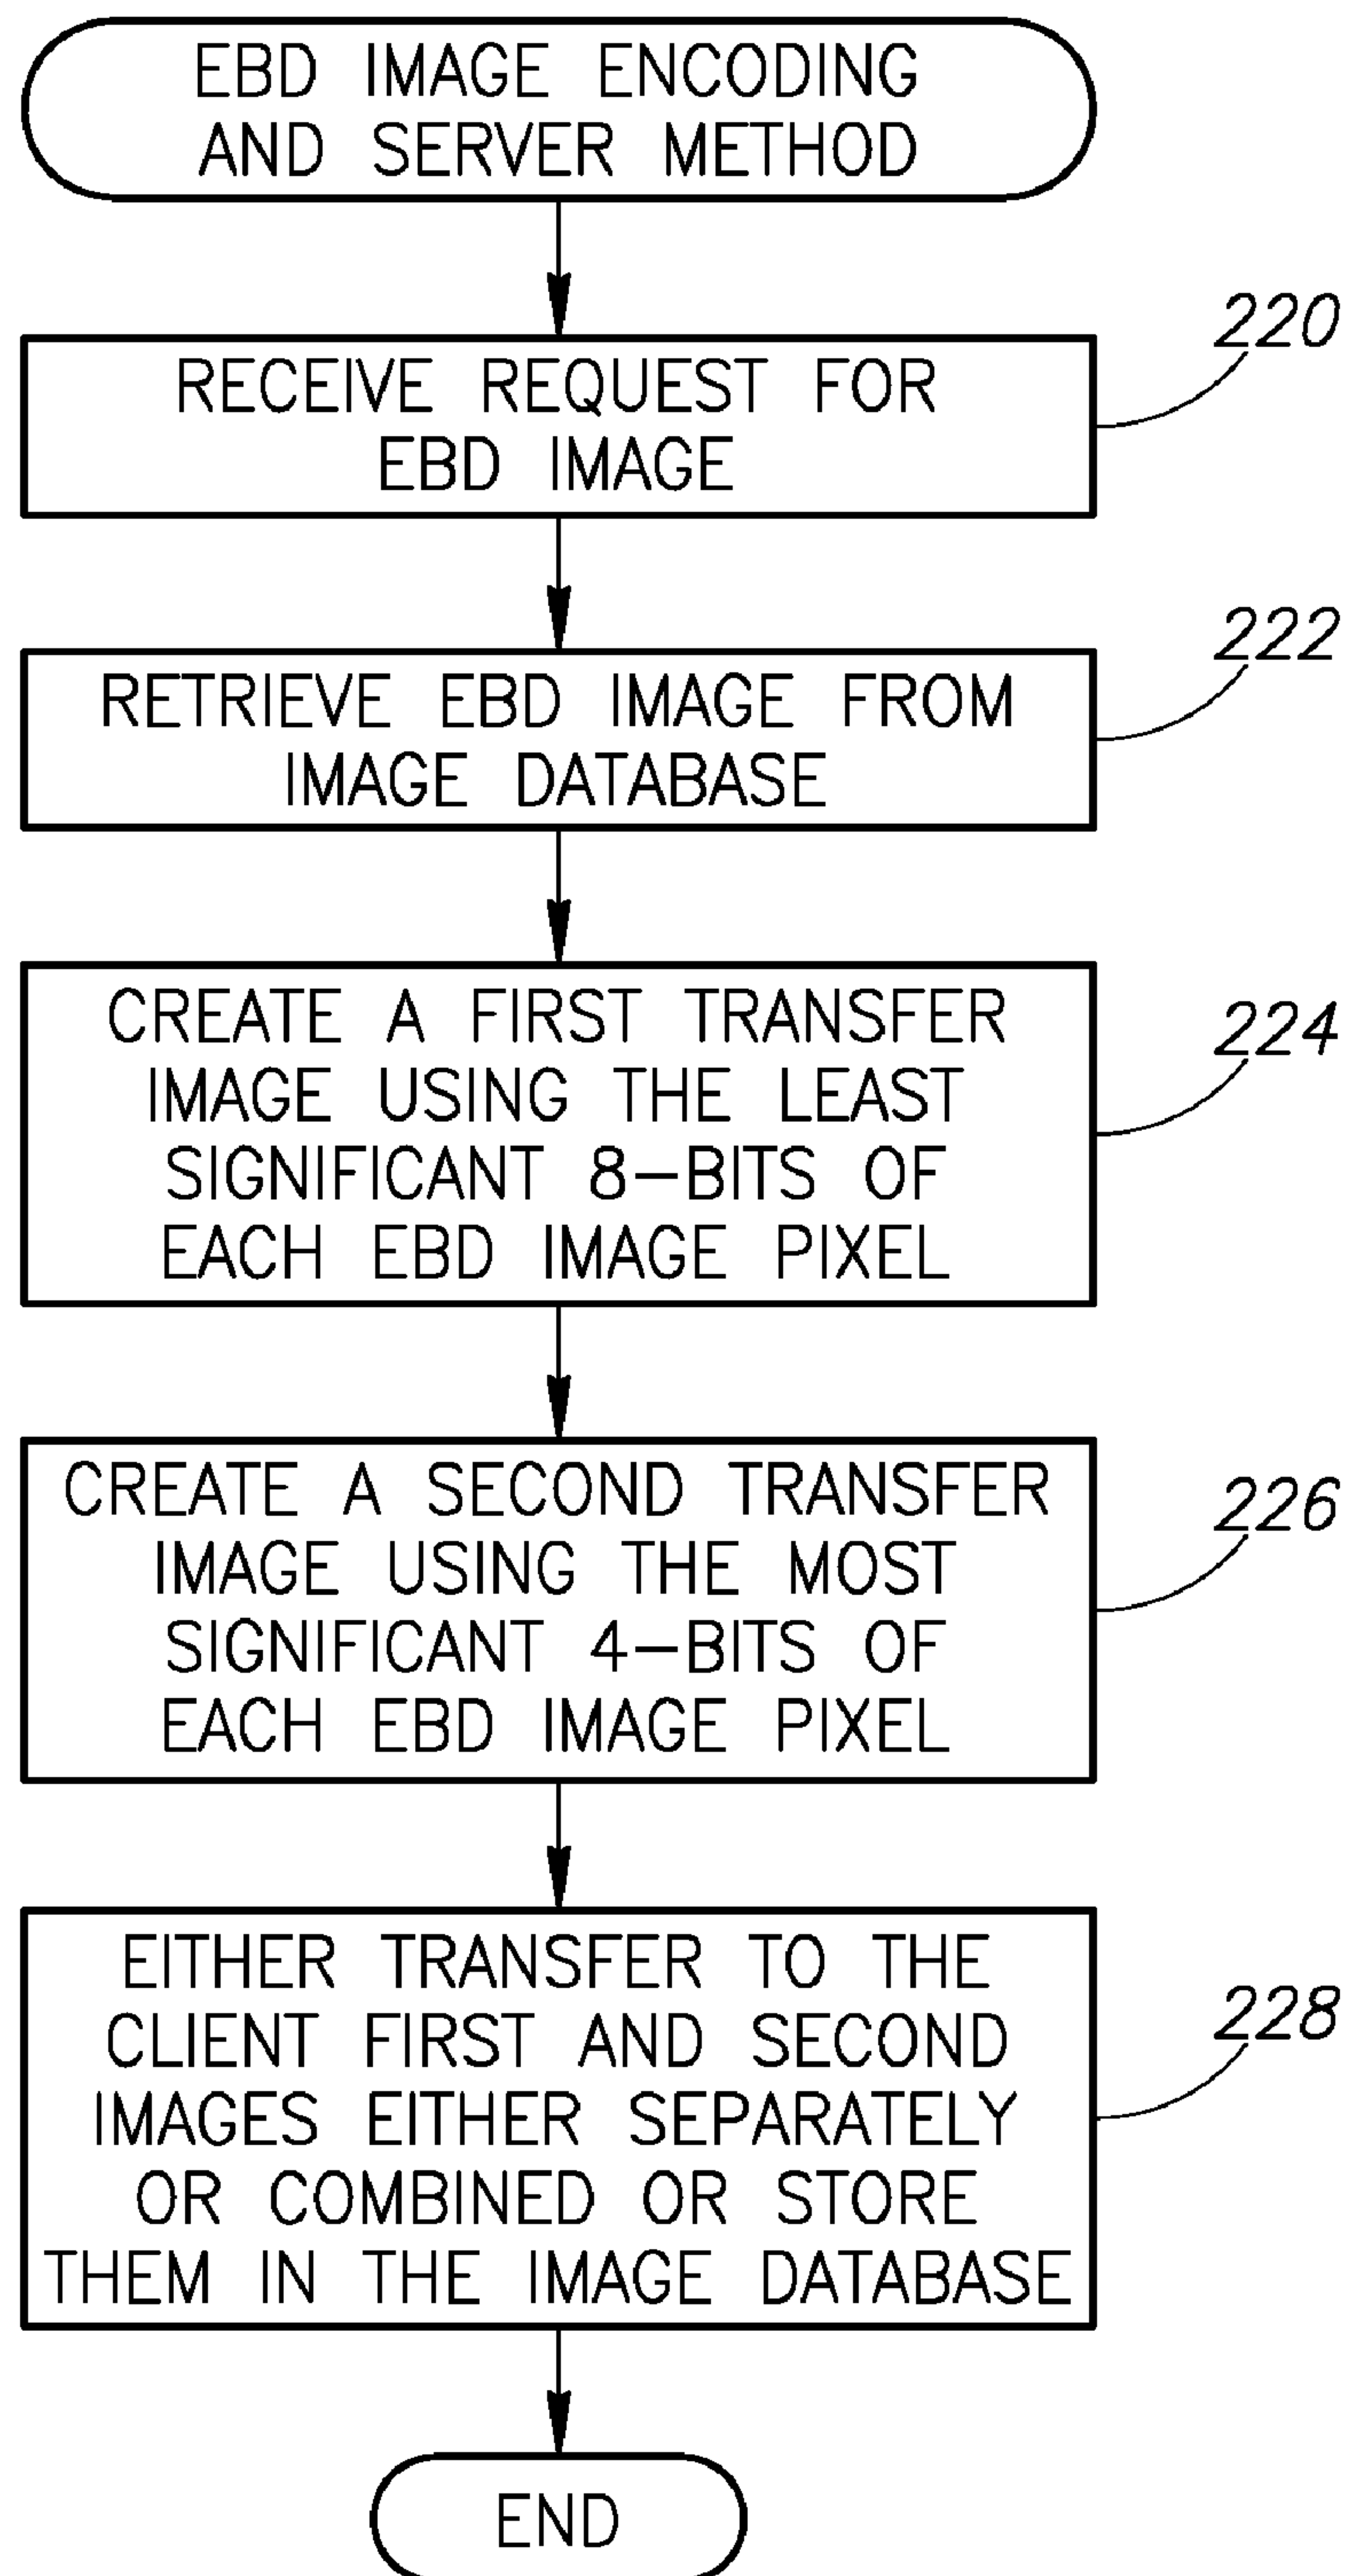 EBD IMAGE ENCODING
AND SERVER METHOD
220
RECEIVE REQUEST FOR
EBD IMAGE
222
RETRIEVE EBD IMAGE FROM
IMAGE DATABASE
224
CREATE A FIRST TRANSFER
IMAGE USING THE LEAST
SIGNIFICANT 8-BITS OF
EACH EBD IMAGE PIXEL
226
CREATE A SECOND TRANSFER
IMAGE USING THE MOST
SIGNIFICANT 4-BITS OF
EACH EBD IMAGE PIXEL
228
EITHER TRANSFER TO THE
CLIENT FIRST AND SECOND
IMAGES EITHER SEPARATELY
OR COMBINED OR STORE
THEM IN THE IMAGE DATABASE
END